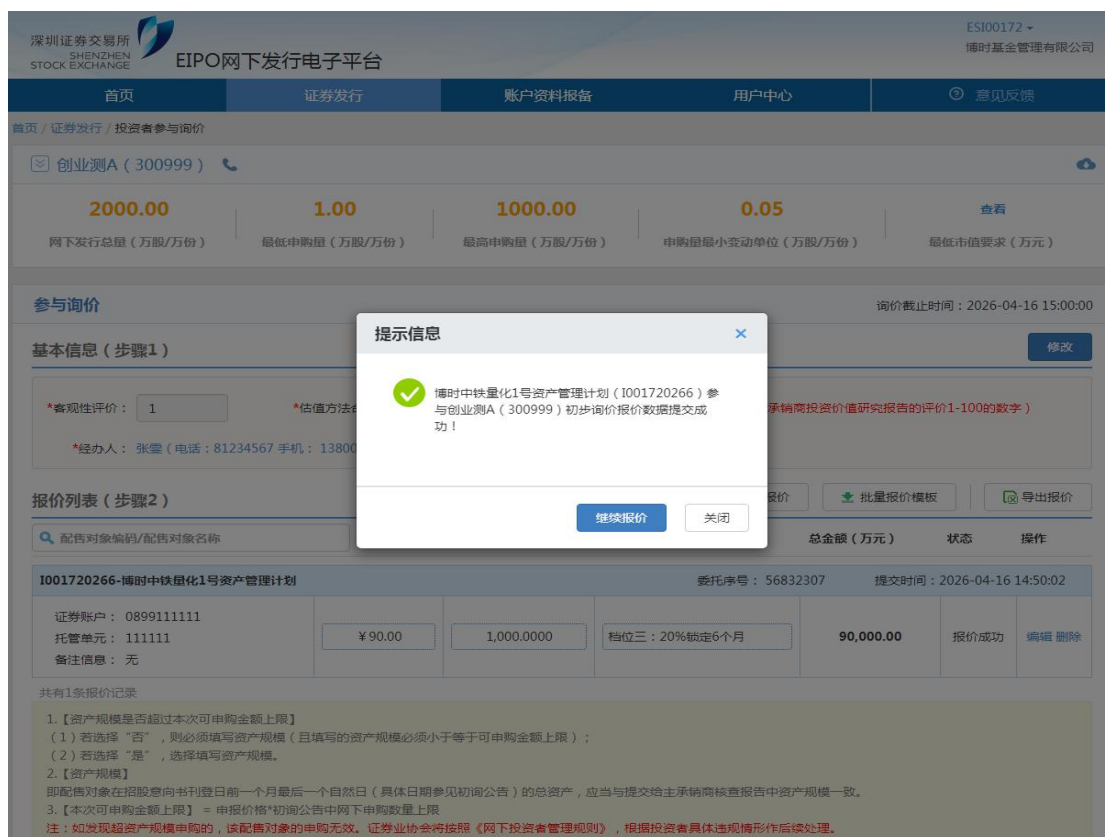 深圳证券交易所
SHENZHEN
STOCK EXCHANGE
EIPO网下发行电子平台
ESI00172
博时基金管理有限公司
首页
证券发行
账户资料报备
用户中心
意见反馈
首页 / 证券发行 / 投资者参与询价
创业测A（300999）
2000.00
1.00
1000.00
0.05
查看
网下发行总量（万股/万份）
最低申购量（万股/万份）
最高申购量（万股/万份）
申购量最小变动单位（万股/万份）
最低市值要求（万元）
参与询价
询价截止时间：2026-04-16 15:00:00
提示信息
×
基本信息（步骤1）
修改
博时中铁量化1号资产管理计划（I001720266）参
与创业测A（300999）初步询价报价数据提交成
功！
*客观性评价： 1
*估值方法合
承销商投资价值研究报告的评价1-100的数字）
*经办人： 张雪（电话：81234567 手机： 13800
报价列表（步骤2）
报价
批量报价模板
导出报价
继续报价
关闭
配售对象编码/配售对象名称
总金额（万元）
状态
操作
I001720266-博时中铁量化1号资产管理计划
委托序号： 56832307
提交时间：2026-04-16 14:50:02
证券账户： 0899111111
托管单元： 111111
备注信息： 无
¥90.00
1,000.0000
档位三：20%锁定6个月
90,000.00
报价成功
编辑 删除
共有1条报价记录
1.【资产规模是否超过本次可申购金额上限】
（1）若选择“否”，则必须填写资产规模（且填写的资产规模必须小于等于可申购金额上限）；
（2）若选择“是”，选择填写资产规模。
2.【资产规模】
即配售对象在招股意向书刊登日前一个月最后一个自然日（具体日期参见初询公告）的总资产，应当与提交给主承销商核查报告中资产规模一致。
3.【本次可申购金额上限】 = 申报价格*初询公告中网下申购数量上限
注：如发现超资产规模申购的，该配售对象的申购无效。证券业协会将按照《网下投资者管理规则》，根据投资者具体违规情形作后续处理。